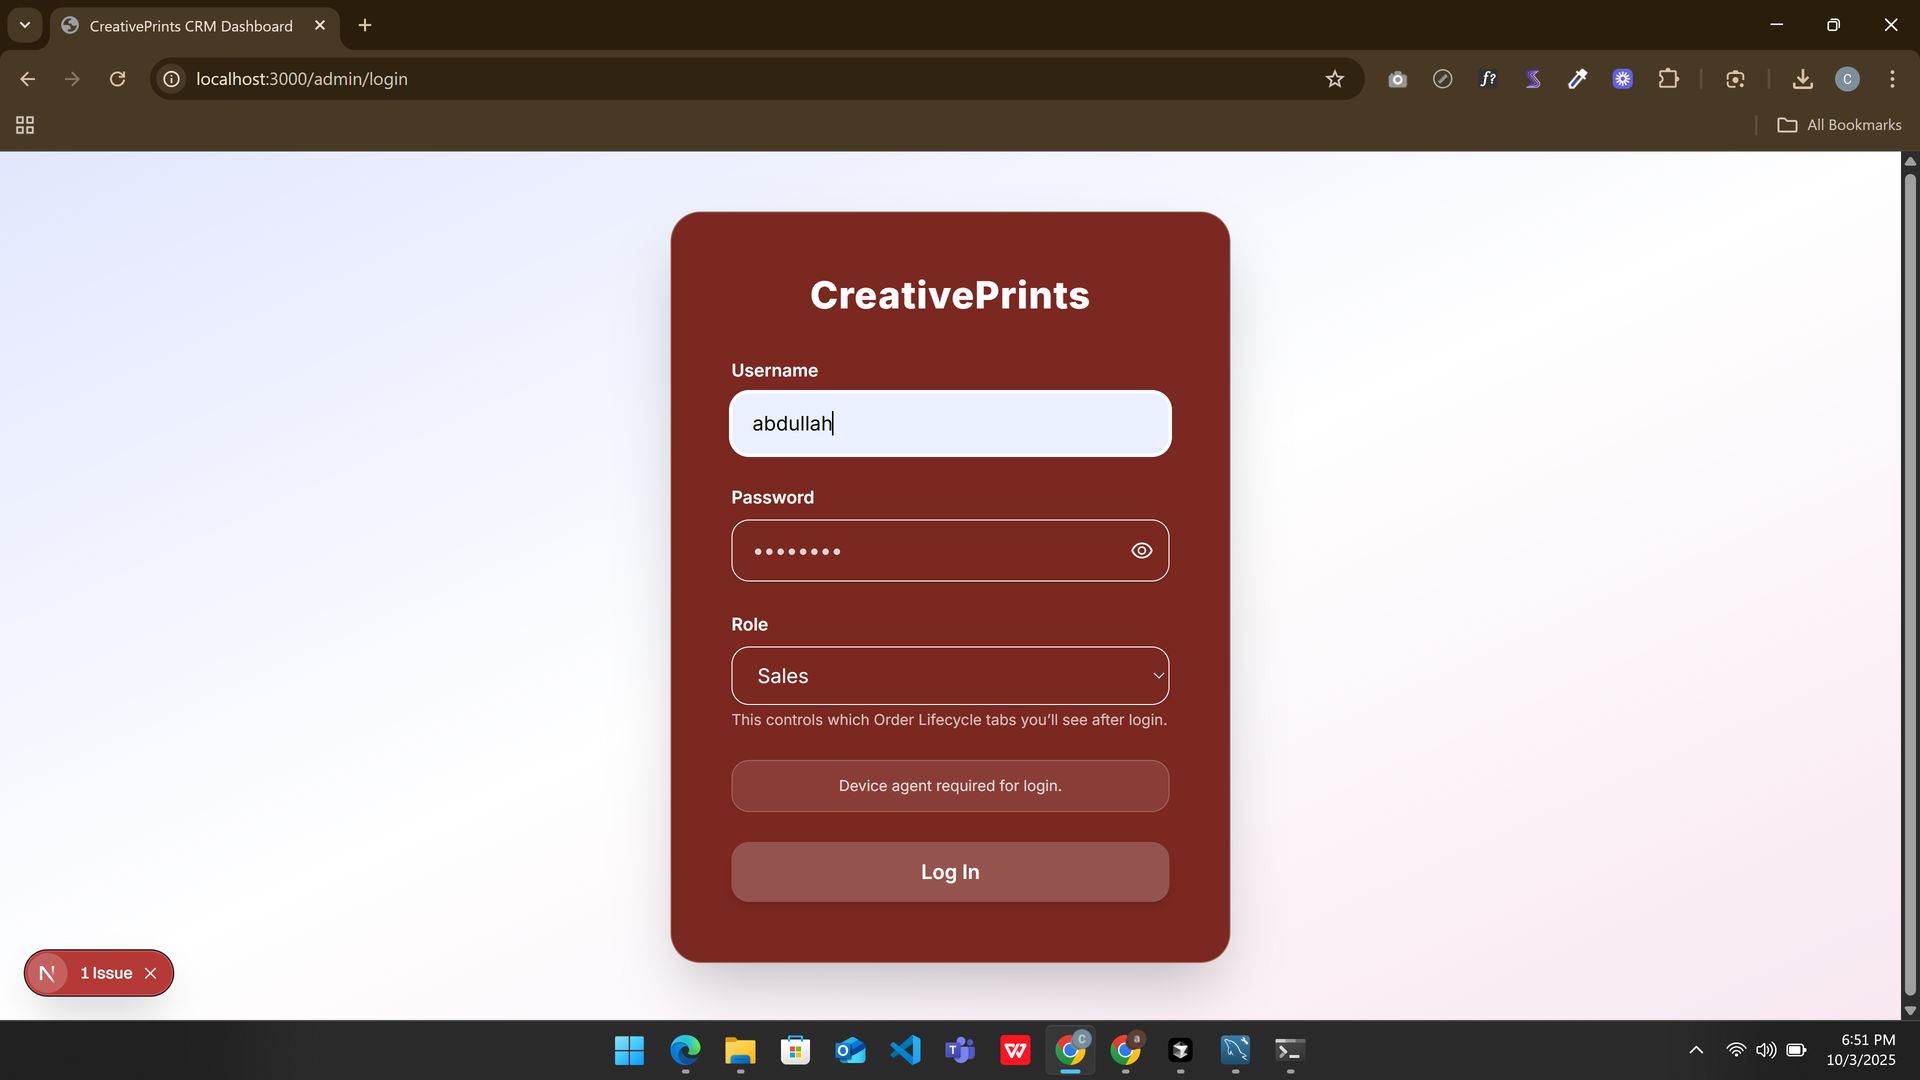 CreativePrints CRM Dashboard
localhost:3000/admin/login
f?
C
All Bookmarks
CreativePrints
Username
abdullah
Password
••••••••
Role
Sales
This controls which Order Lifecycle tabs you’ll see after login.
Device agent required for login.
Log In
N
1 Issue
C
a
6:51 PM
10/3/2025